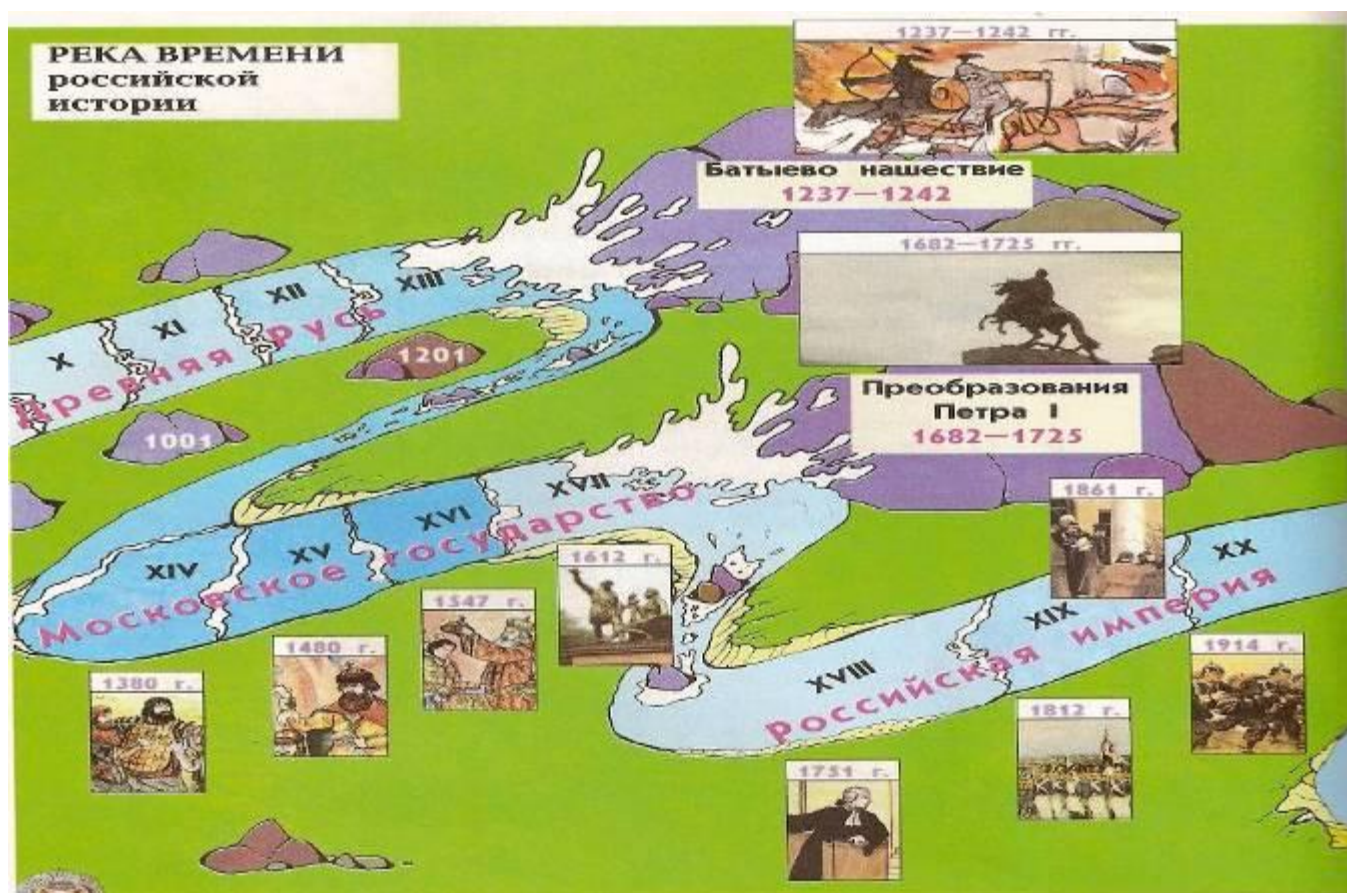 РЕКА ВРЕМЕНИ
российской
истории
1237—1242 гг.
Батыево нашествие
1237—1242
1682—1725 гг.
Преобразования
Петра I
1682—1725
X
XI
XII
XIII
Древняя Русь
1001
1201
XIV
XV
XVI
XVII
Московское государство
1380 г.
1480 г.
1547 г.
1612 г.
XVIII
XIX
XX
Российская империя
1751 г.
1812 г.
1861 г.
1914 г.